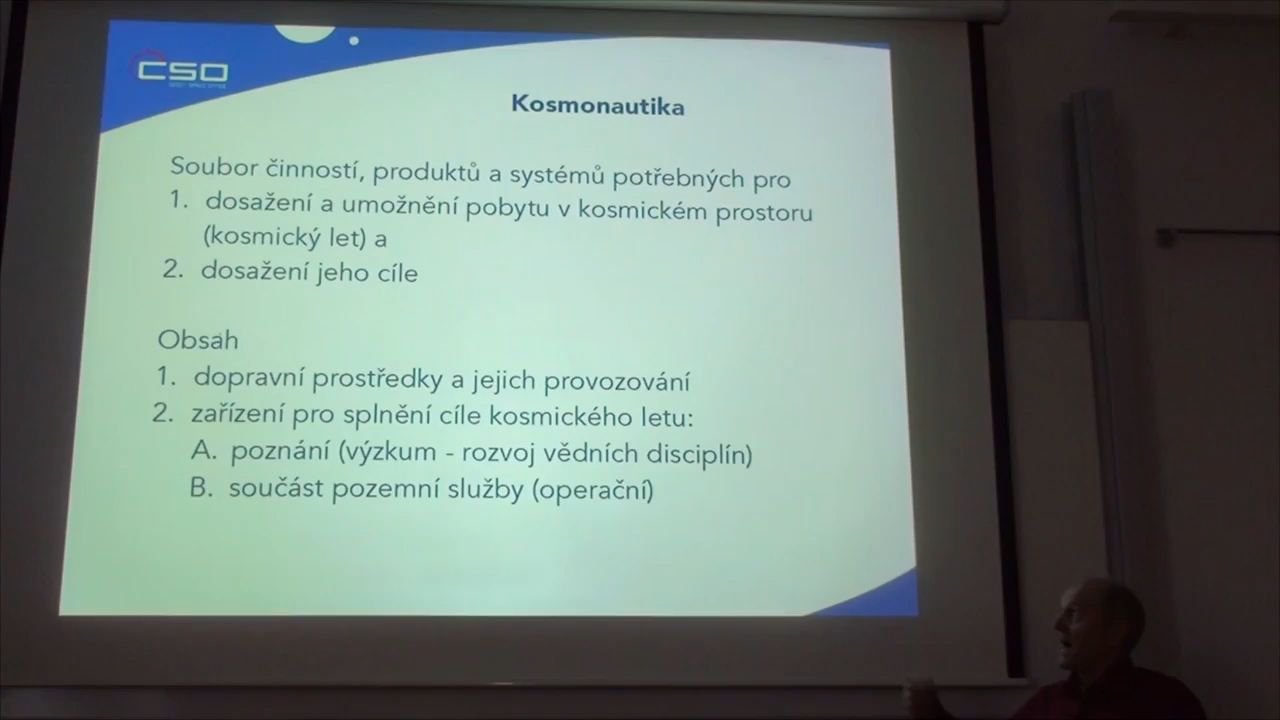 CSO
Kosmonautika
Soubor činností, produktů a systémů potřebných pro
1. dosažení a umožnění pobytu v kosmickém prostoru
(kosmický let) a
2. dosažení jeho cíle
Obsah
1. dopravní prostředky a jejich provozování
2. zařízení pro splnění cíle kosmického letu:
A. poznání (výzkum - rozvoj vědních disciplín)
B. součást pozemní služby (operační)